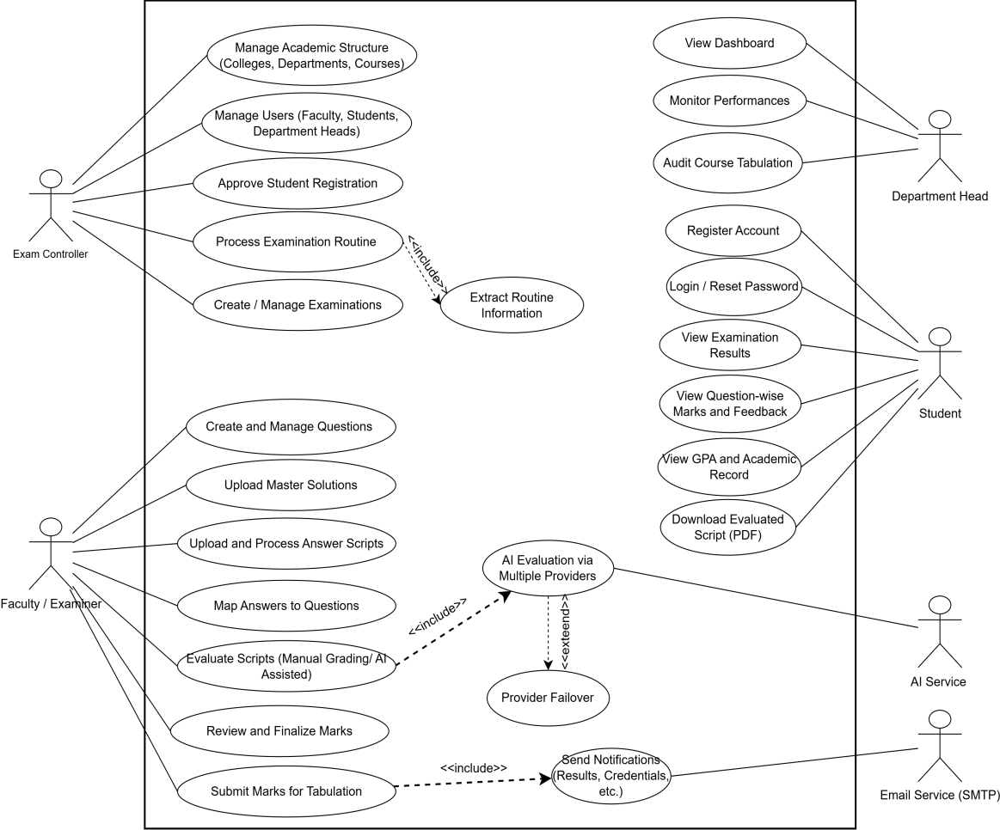 Manage Academic Structure
(Colleges, Departments, Courses)
Manage Users (Faculty, Students,
Department Heads)
Approve Student Registration
Process Examination Routine
Create / Manage Examinations
Exam Controller
<<include>>
Extract Routine
Information
View Dashboard
Monitor Performances
Audit Course Tabulation
Department Head
Register Account
Login / Reset Password
View Examination
Results
View Question-wise
Marks and Feedback
View GPA and Academic
Record
Download Evaluated
Script (PDF)
Student
Create and Manage Questions
Upload Master Solutions
Upload and Process Answer Scripts
Map Answers to Questions
Evaluate Scripts (Manual Grading/ AI
Assisted)
Review and Finalize Marks
Submit Marks for Tabulation
Faculty / Examiner
<<include>>
AI Evaluation via
Multiple Providers
<<exteend>>
Provider Failover
AI Service
<<include>>
Send Notifications
(Results, Credentials,
etc.)
Email Service (SMTP)